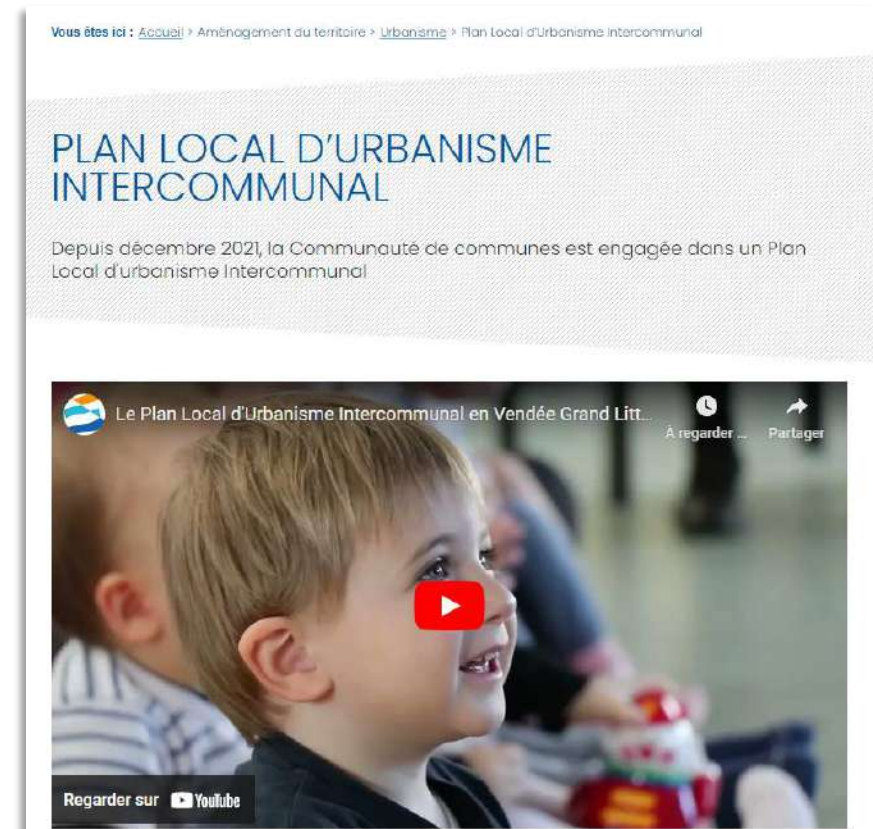 Vous êtes ici : Accueil > Aménagement du territoire > Urbanisme > Plan Local d'Urbanisme Intercommunal
PLAN LOCAL D'URBANISME
INTERCOMMUNAL
Depuis décembre 2021, la Communauté de communes est engagée dans un Plan
Local d'urbanisme Intercommunal
Le Plan Local d'Urbanisme Intercommunal en Vendée Grand Litt...
À regarder ...
Partager
Regarder sur YouTube